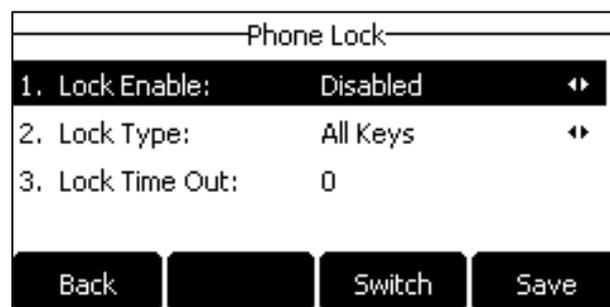 Phone Lock
1. Lock Enable: Disabled
2. Lock Type: All Keys
3. Lock Time Out: 0
Back Switch Save